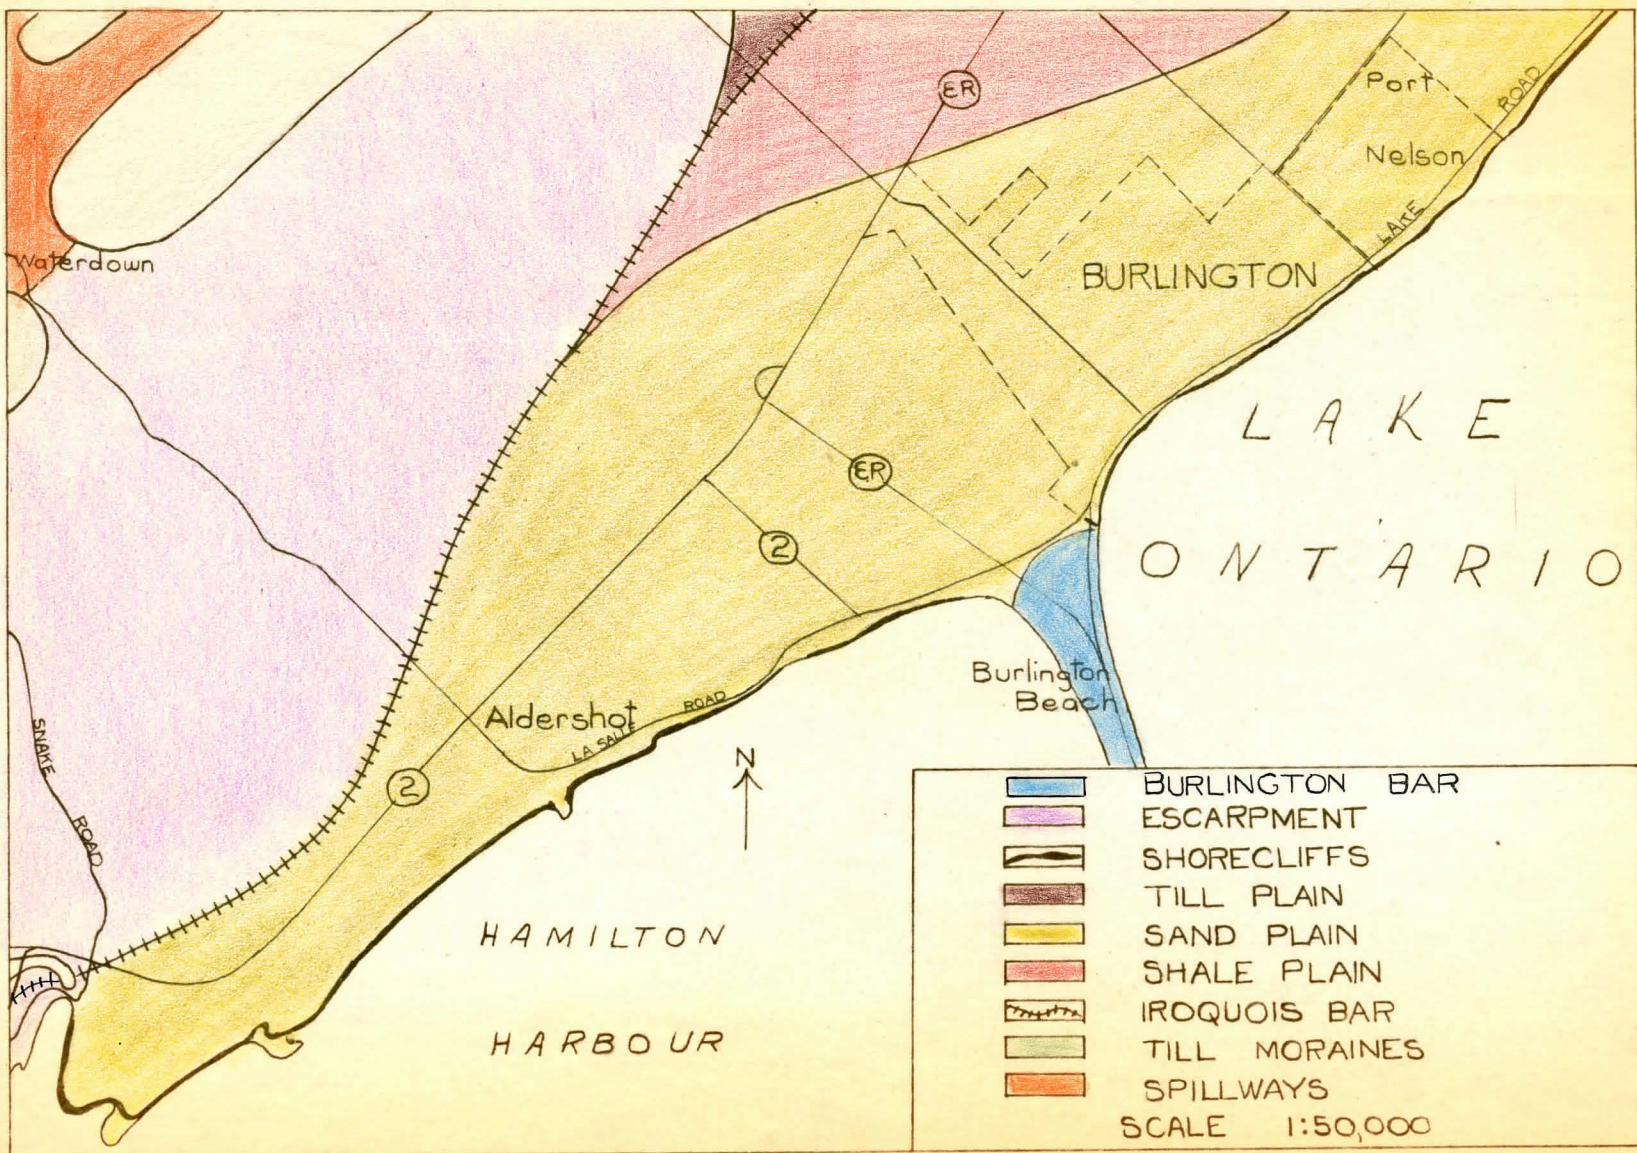 ER
Port
ROAD
Nelson
LAKE
Waterdown
BURLINGTON
LAKE
ER
2
ONTARIO
Burlington
Beach
Aldershot
LA SALLE ROAD
SNAKE ROAD
2
N
HAMILTON
HARBOUR
BURLINGTON BAR
ESCARPMENT
SHORECLIFFS
TILL PLAIN
SAND PLAIN
SHALE PLAIN
IROQUOIS BAR
TILL MORAINES
SPILLWAYS
SCALE 1:50,000